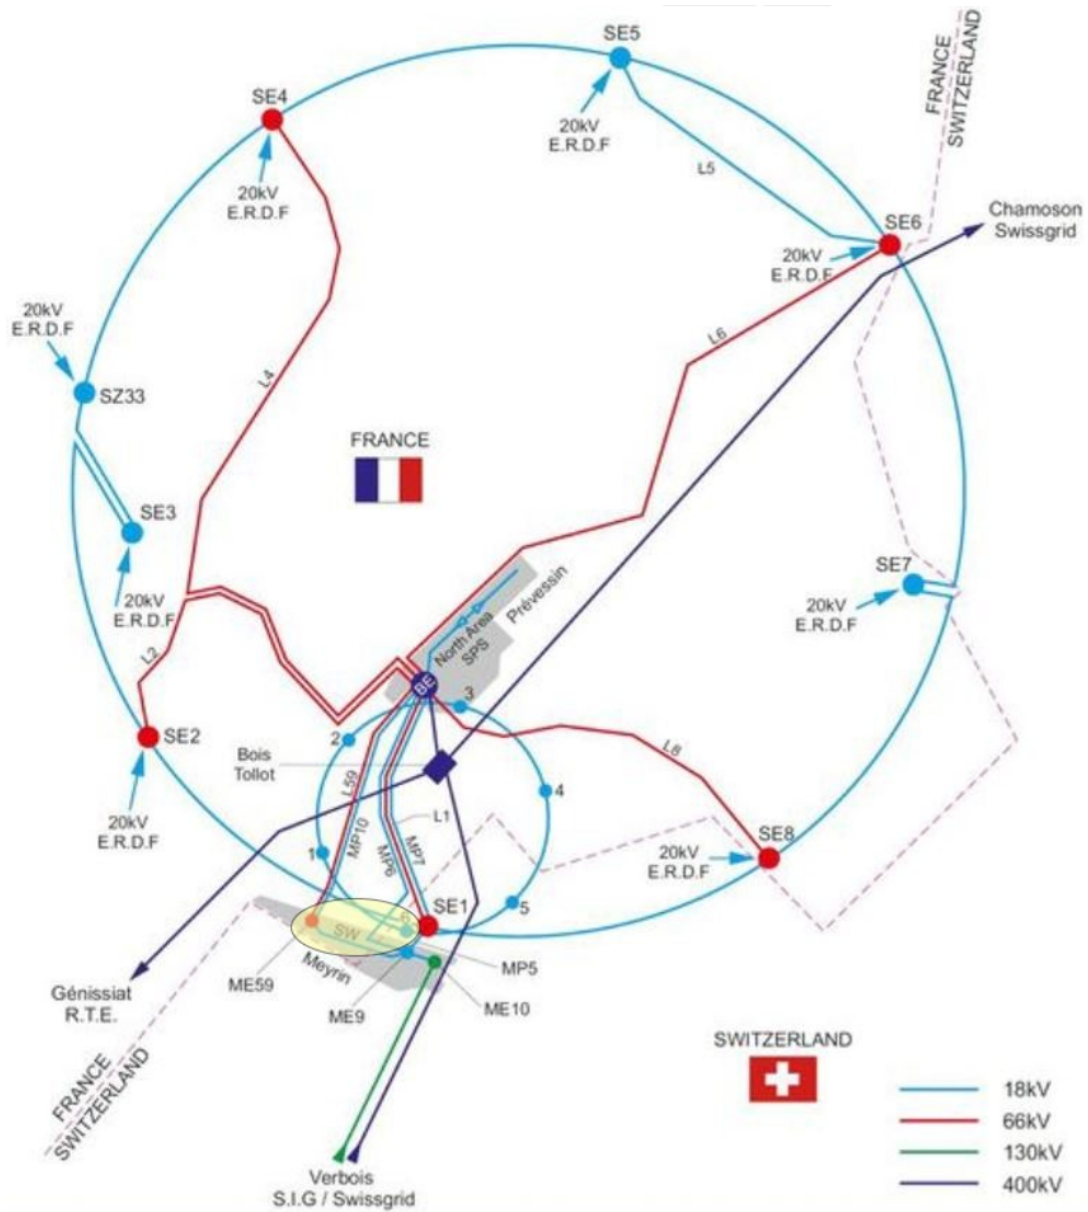 SE5
FRANCE
SWITZERLAND
SE4
20kV
E.R.D.F
L5
20kV
E.R.D.F
Chamoson
Swissgrid
SE6
20kV
E.R.D.F
20kV
E.R.D.F
L6
SZ33
L4
FRANCE
SE3
SE7
20kV
E.R.D.F
20kV
E.R.D.F
Prévessin
North Area
SPS
L2
BE
3
SE2
2
Bois
Tollot
L8
L59
4
20kV
E.R.D.F
L1
MP10
MP6
MP7
1
SE8
20kV
E.R.D.F
SE1
5
6
SW
Meyrin
MP5
ME59
ME9
ME10
Génissiat
R.T.E.
FRANCE
SWITZERLAND
SWITZERLAND
18kV
66kV
130kV
400kV
Verbois
S.I.G / Swissgrid